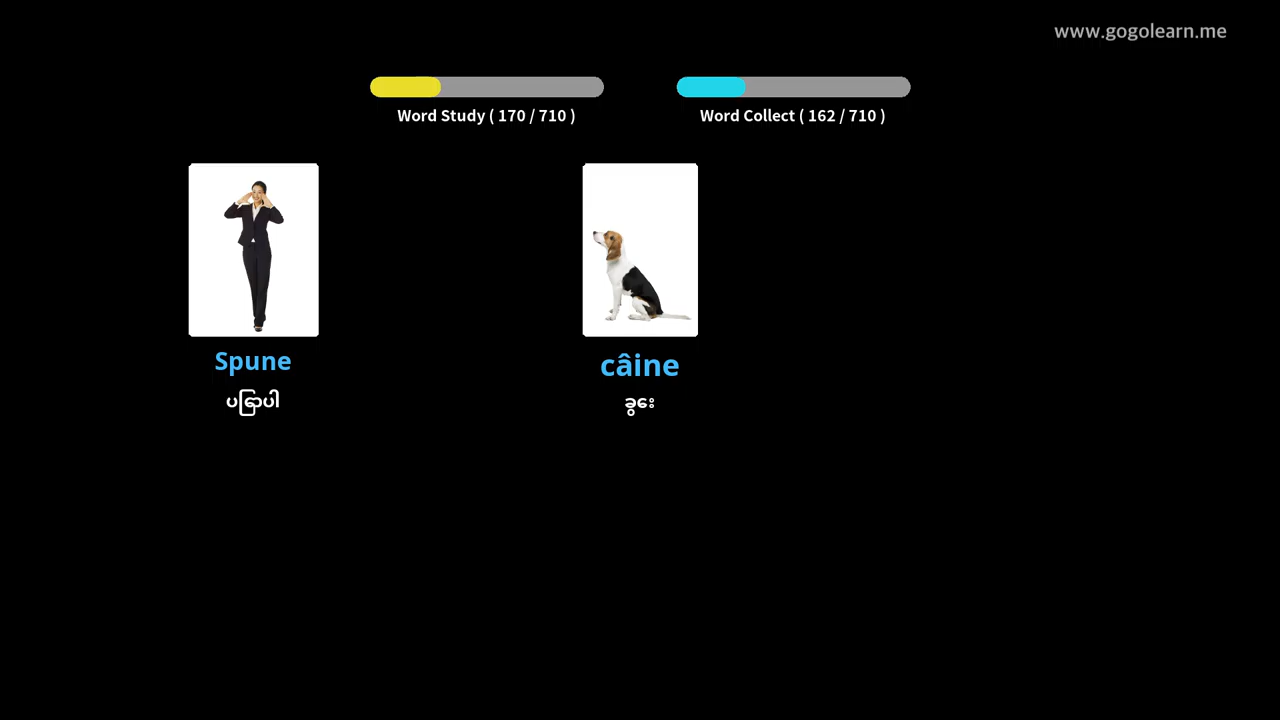 www.gogolearn.me
Word Study ( 170 / 710 )
Word Collect ( 162 / 710 )
Spune
ပြောပါ
câine
ခွေး